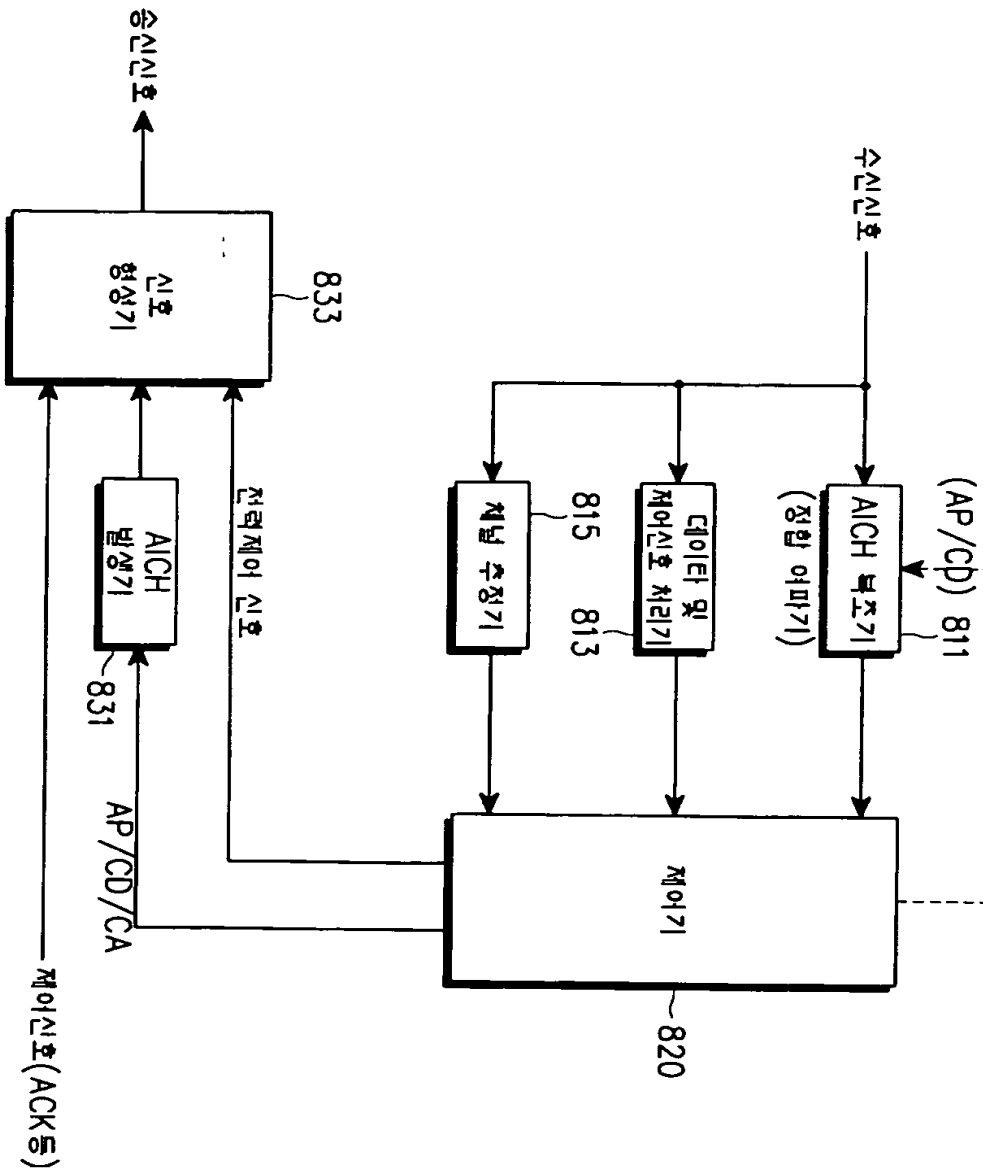 (AP/CD)
811
수신신호
AICH 복조기
(정합 여파기)
데이터 및
제어신호 처리기
813
제어기
820
815
채널 추정기
833
전력제어 신호
신호
형상기
송신신호
AICH
발생기
831
AP/CD/CA
제어신호(ACK등)